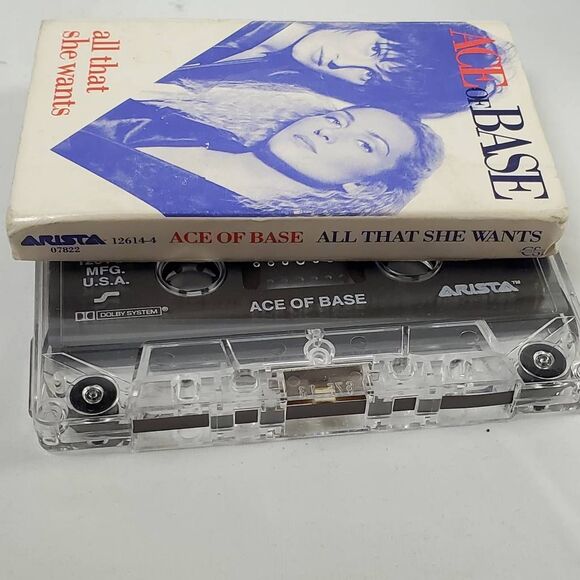 all that
she wants
ACE OF BASE
ARISTA 12614-4 ACE OF BASE ALL THAT SHE WANTS
07822
MFG.
U.S.A.
S
DOLBY SYSTEM®
ACE OF BASE
ARISTA™